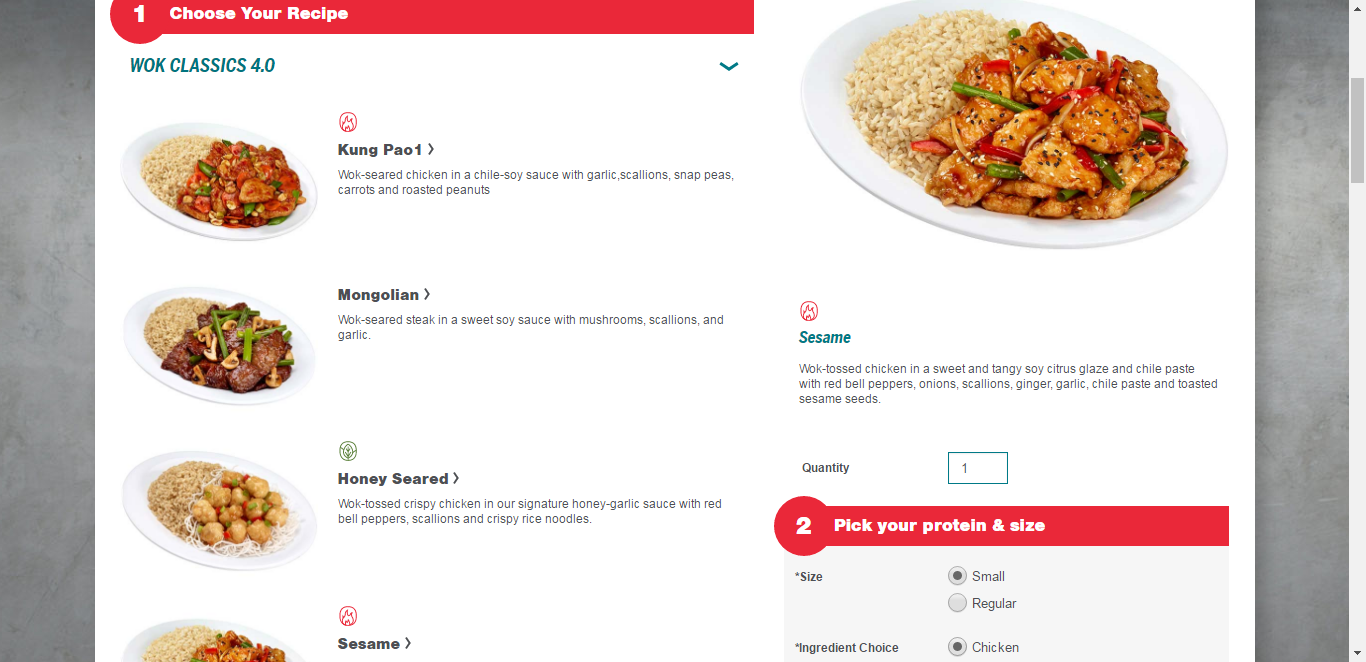 1 Choose Your Recipe
WOK CLASSICS 4.0
Kung Pao1
Wok-seared chicken in a chile-soy sauce with garlic,scallions, snap peas,
carrots and roasted peanuts
Mongolian
Wok-seared steak in a sweet soy sauce with mushrooms, scallions, and
garlic.
Honey Seared
Wok-tossed crispy chicken in our signature honey-garlic sauce with red
bell peppers, scallions and crispy rice noodles.
Sesame
Sesame
Wok-tossed chicken in a sweet and tangy soy citrus glaze and chile paste
with red bell peppers, onions, scallions, ginger, garlic, chile paste and toasted
sesame seeds.
Quantity 1
2 Pick your protein & size
*Size Small
Regular
*Ingredient Choice Chicken